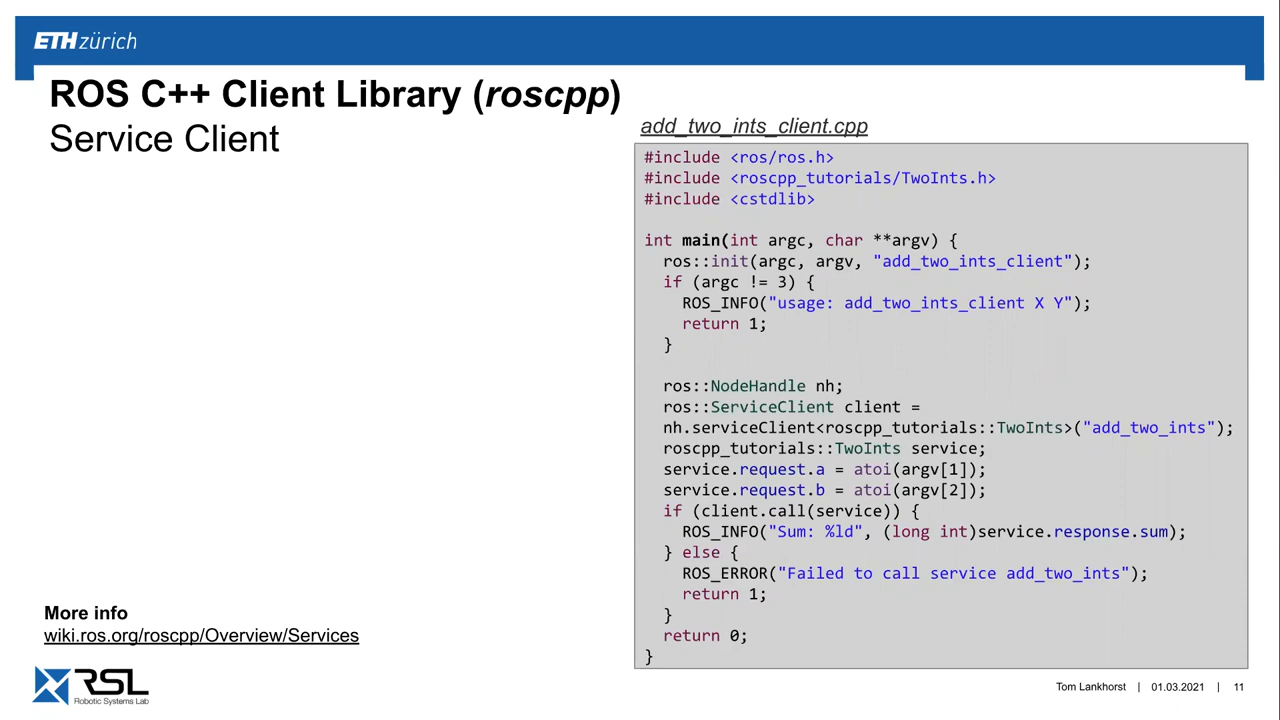 ETH zürich
ROS C++ Client Library (roscpp)
Service Client
add_two_ints_client.cpp
#include <ros/ros.h>
#include <roscpp_tutorials/TwoInts.h>
#include <cstdlib>
int main(int argc, char **argv) {
  ros::init(argc, argv, "add_two_ints_client");
  if (argc != 3) {
    ROS_INFO("usage: add_two_ints_client X Y");
    return 1;
  }
  ros::NodeHandle nh;
  ros::ServiceClient client =
  nh.serviceClient<roscpp_tutorials::TwoInts>("add_two_ints");
  roscpp_tutorials::TwoInts service;
  service.request.a = atoi(argv[1]);
  service.request.b = atoi(argv[2]);
  if (client.call(service)) {
    ROS_INFO("Sum: %ld", (long int)service.response.sum);
  } else {
    ROS_ERROR("Failed to call service add_two_ints");
    return 1;
  }
  return 0;
}
More info
wiki.ros.org/roscpp/Overview/Services
RSL
Robotic Systems Lab
Tom Lankhorst | 01.03.2021 | 11